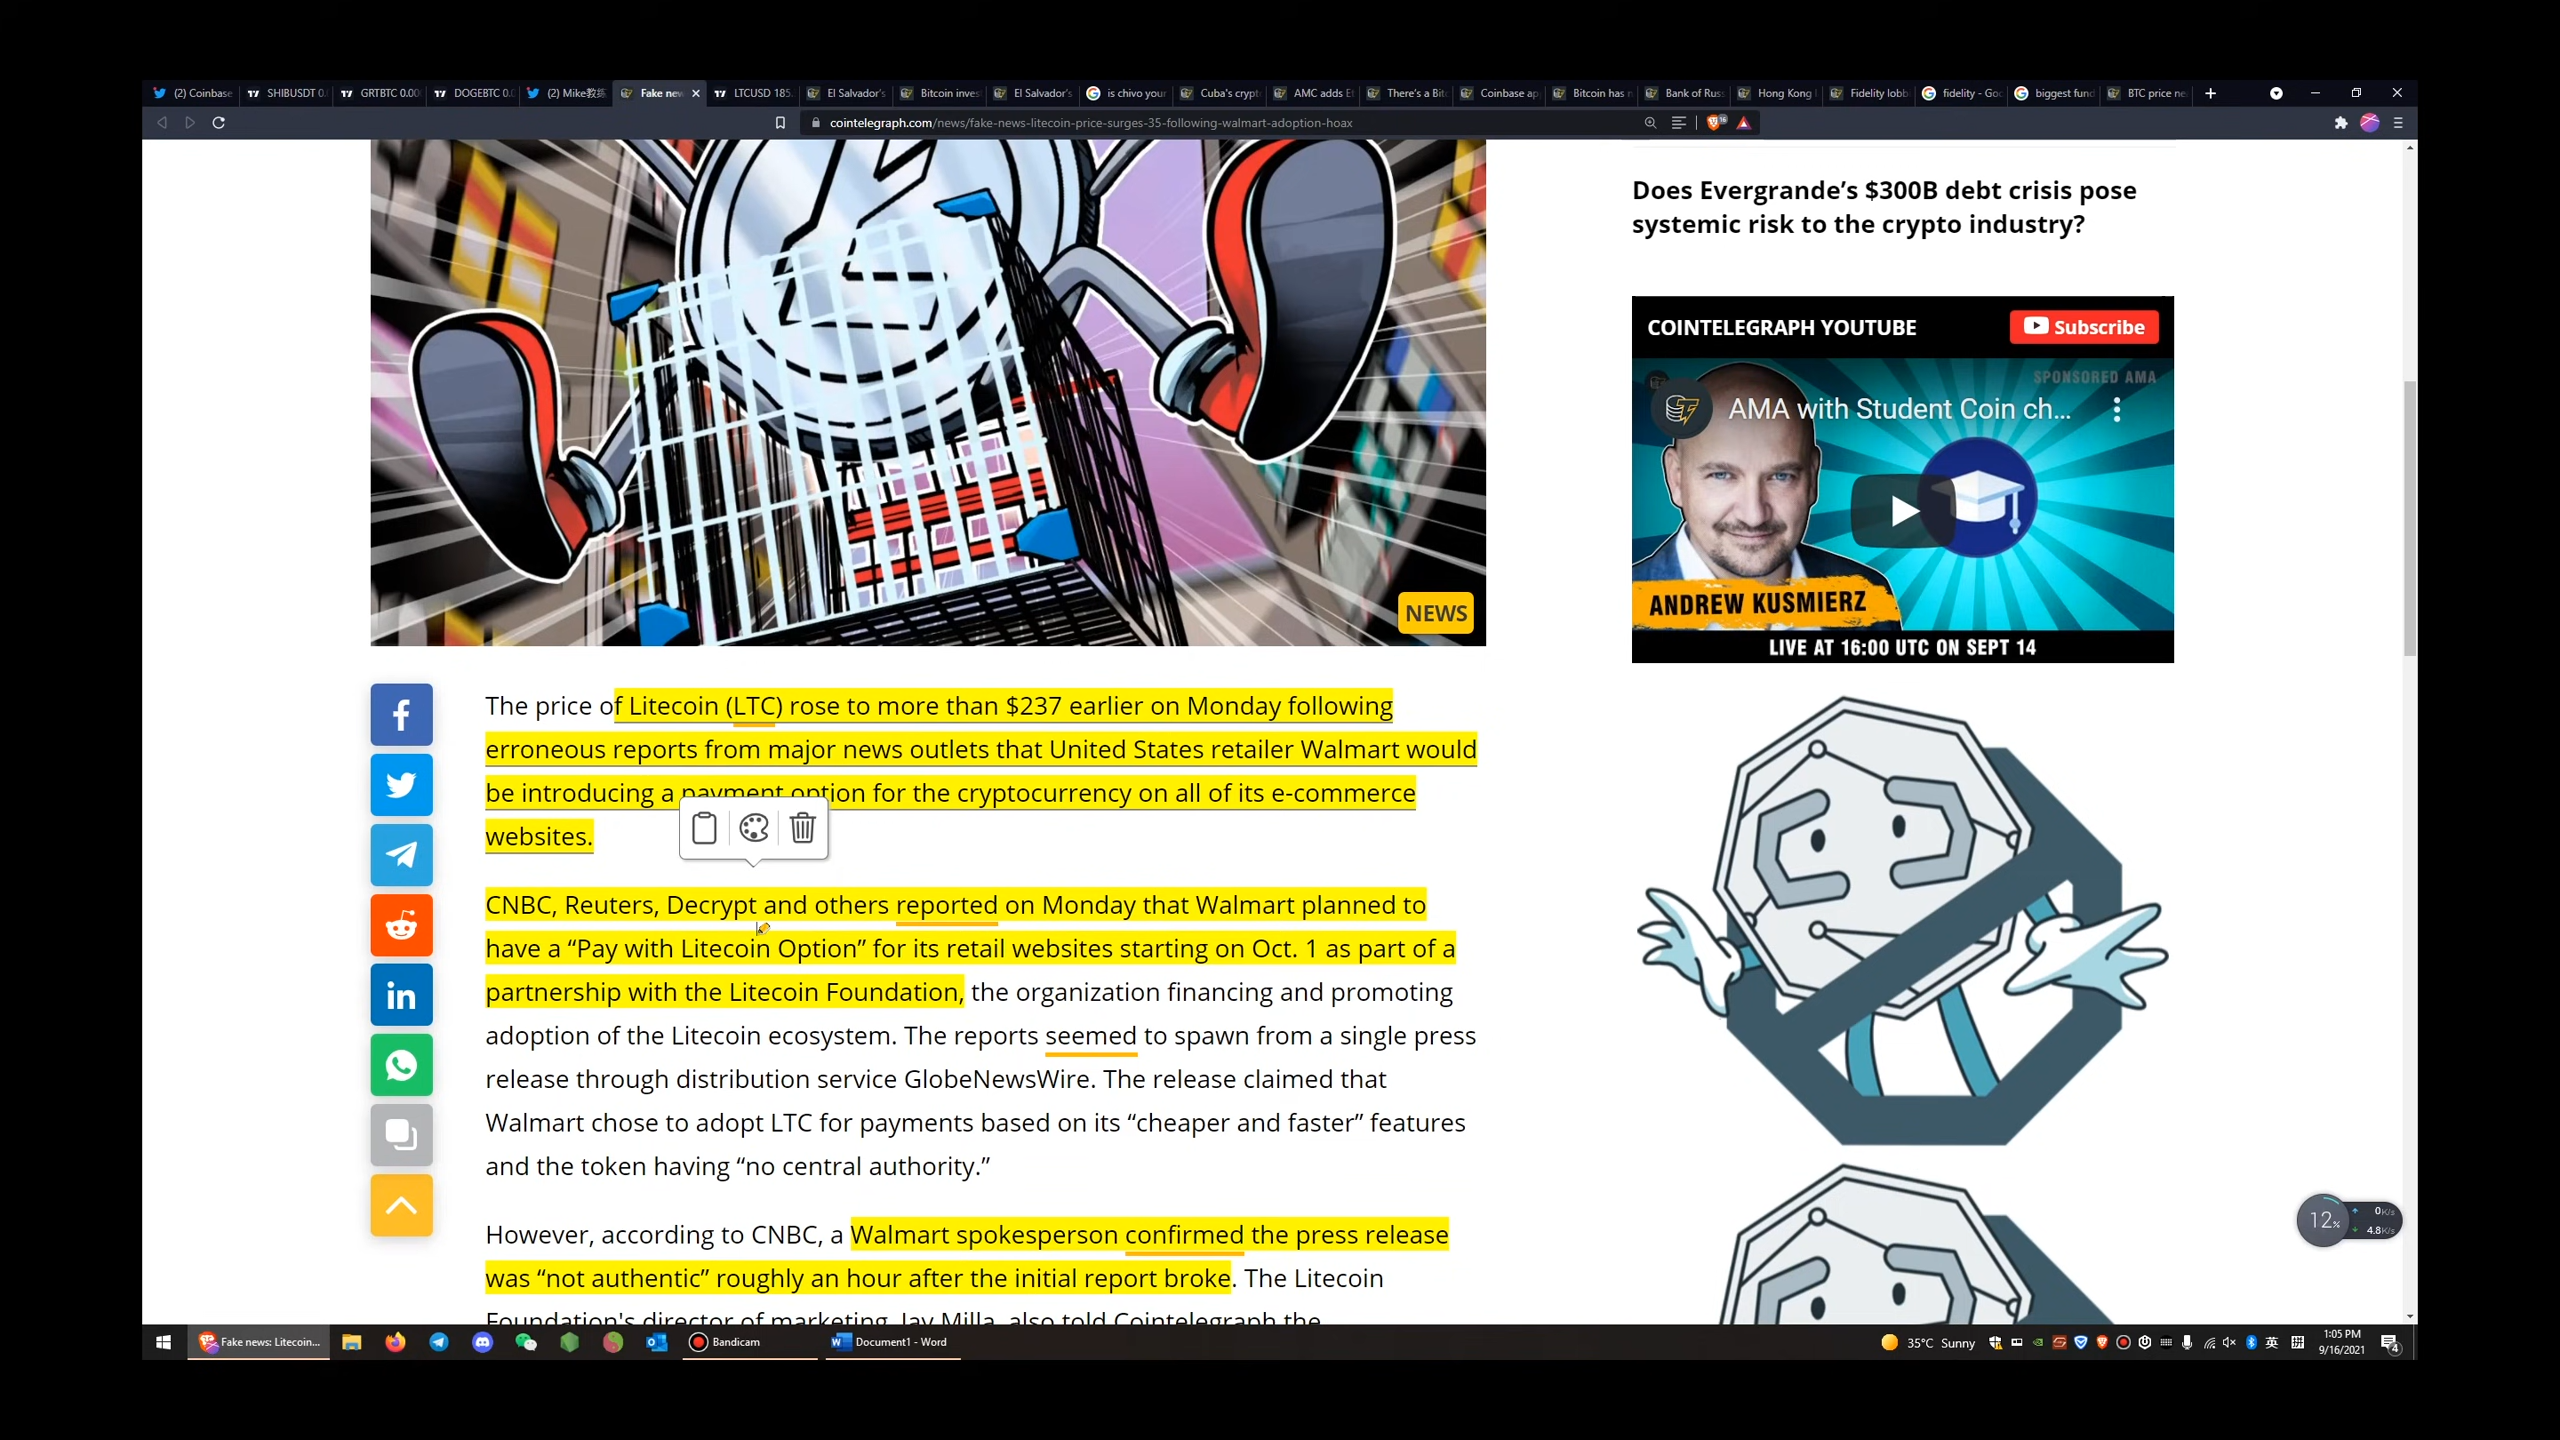 (2) Coinbase
SHIBUSDT 0.
GRTBTC 0.00
DOGEBTC 0.0
(2) Mike教练
Fake new
LTCUSD 185.
El Salvador's
Bitcoin inves
El Salvador's
is chivo your
Cuba's crypt
AMC adds Et
There's a Bit
Coinbase ap
Bitcoin has n
Bank of Rus
Hong Kong
Fidelity lobb
fidelity - Goo
biggest fund
BTC price ne
cointelegraph.com/news/fake-news-litecoin-price-surges-35-following-walmart-adoption-hoax
NEWS
The price of Litecoin (LTC) rose to more than $237 earlier on Monday following
erroneous reports from major news outlets that United States retailer Walmart would
be introducing a payment option for the cryptocurrency on all of its e-commerce
websites.
CNBC, Reuters, Decrypt and others reported on Monday that Walmart planned to
have a “Pay with Litecoin Option” for its retail websites starting on Oct. 1 as part of a
partnership with the Litecoin Foundation, the organization financing and promoting
adoption of the Litecoin ecosystem. The reports seemed to spawn from a single press
release through distribution service GlobeNewsWire. The release claimed that
Walmart chose to adopt LTC for payments based on its “cheaper and faster” features
and the token having “no central authority.”
However, according to CNBC, a Walmart spokesperson confirmed the press release
was “not authentic” roughly an hour after the initial report broke. The Litecoin
Foundation's director of marketing, Jay Milla, also told Cointelegraph the
Does Evergrande’s $300B debt crisis pose
systemic risk to the crypto industry?
COINTELEGRAPH YOUTUBE
Subscribe
SPONSORED AMA
AMA with Student Coin ch...
ANDREW KUSMIERZ
LIVE AT 16:00 UTC ON SEPT 14
12%
0K/s
4.8K/s
Fake news: Litecoin...
Bandicam
Document1 - Word
35°C Sunny
英
拼
1:05 PM
9/16/2021
4